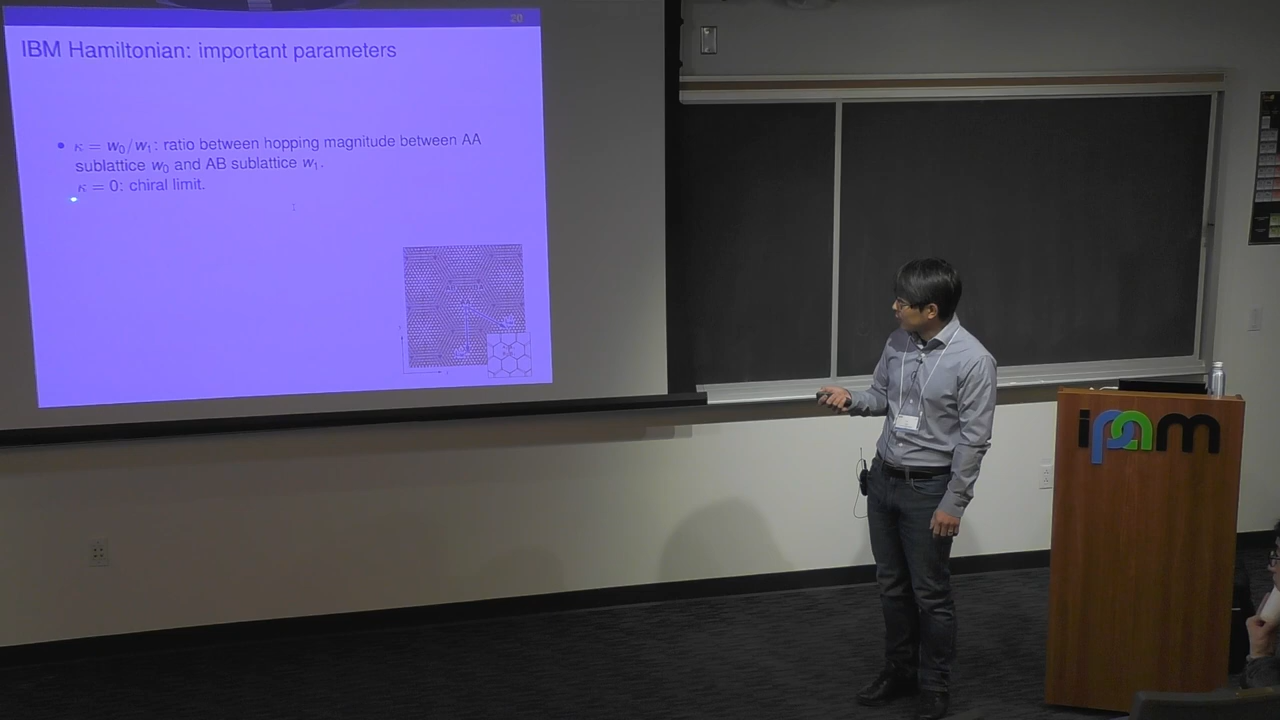 20
IBM Hamiltonian: important parameters
• κ = w₀/w₁: ratio between hopping magnitude between AA
sublattice w₀ and AB sublattice w₁.
κ = 0: chiral limit.
ipam